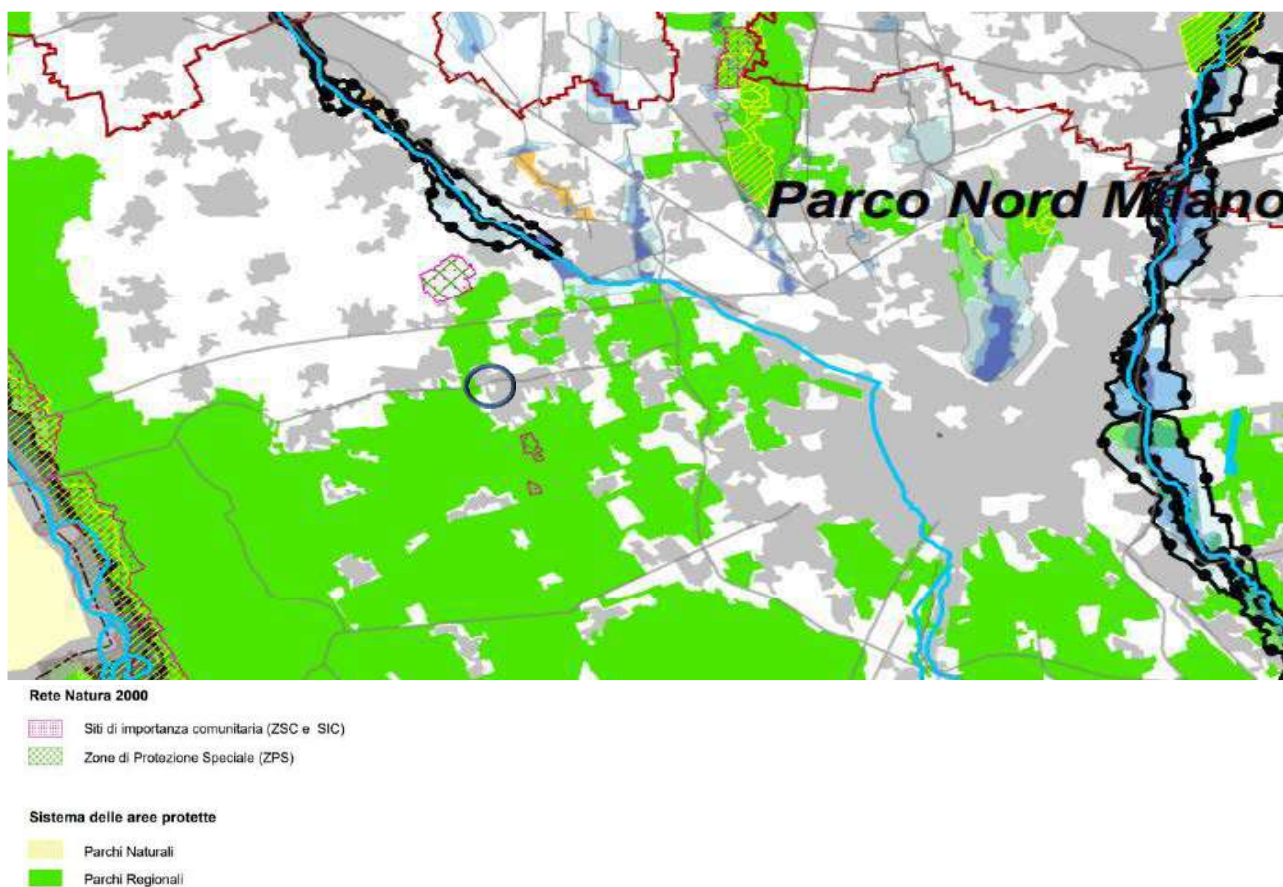 Parco Nord Milano
Rete Natura 2000
Siti di importanza comunitaria (ZSC e SIC)
Zone di Protezione Speciale (ZPS)
Sistema delle aree protette
Parchi Naturali
Parchi Regionali